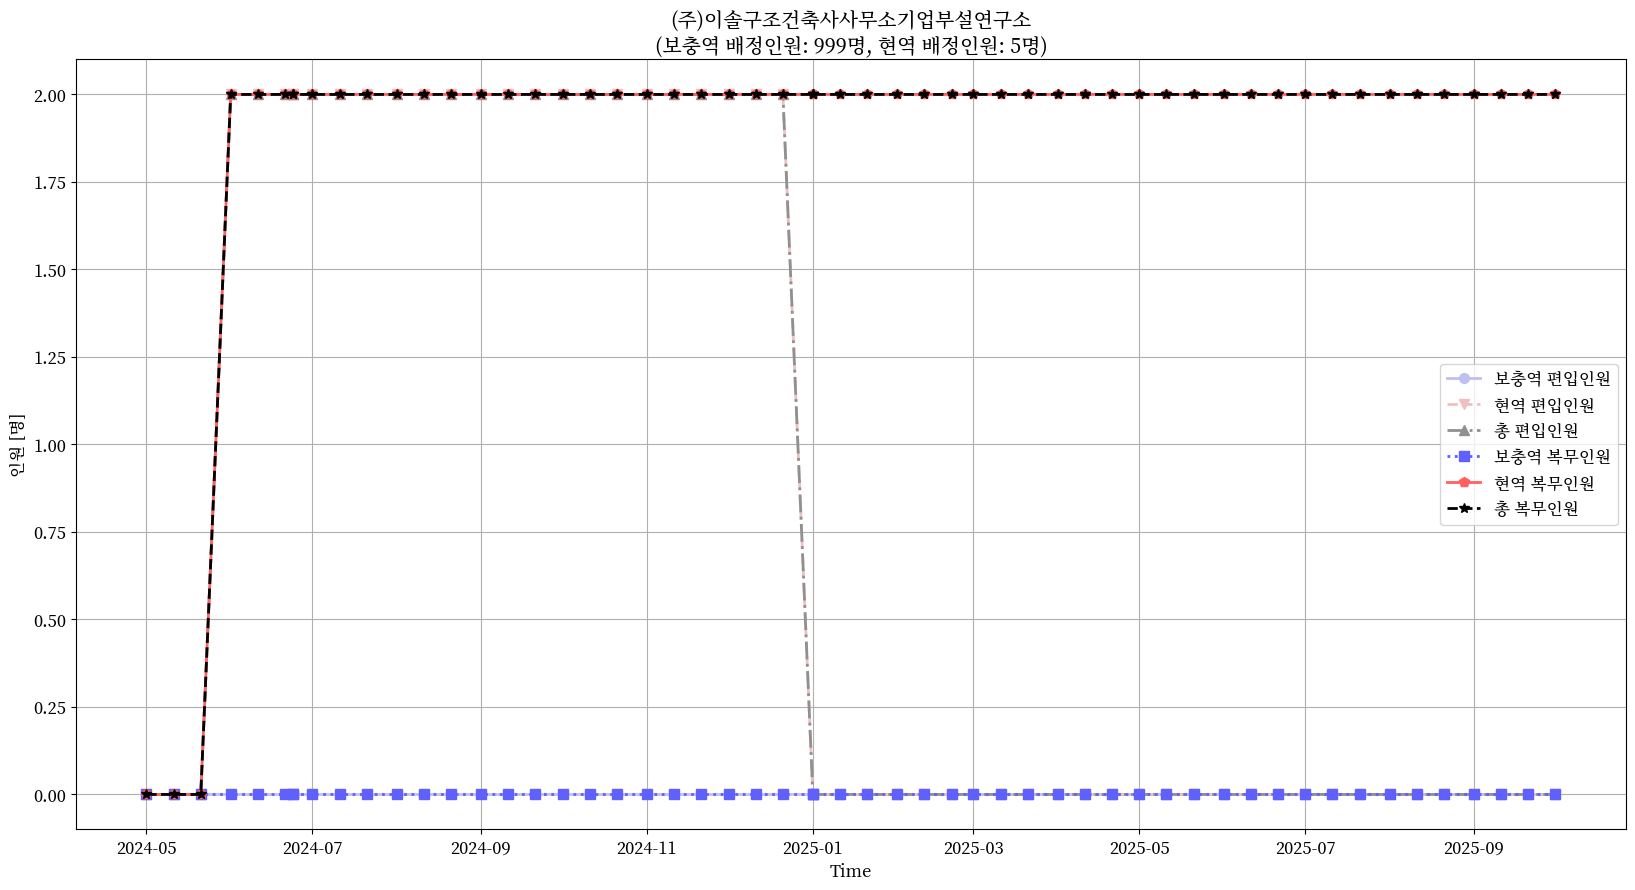 (주)이솔구조건축사사무소기업부설연구소
(보충역 배정인원: 999명, 현역 배정인원: 5명)
인원 [명]
2.00
1.75
1.50
1.25
1.00
0.75
0.50
0.25
0.00
보충역 편입인원
현역 편입인원
총 편입인원
보충역 복무인원
현역 복무인원
총 복무인원
2024-05
2024-07
2024-09
2024-11
2025-01
2025-03
2025-05
2025-07
2025-09
Time